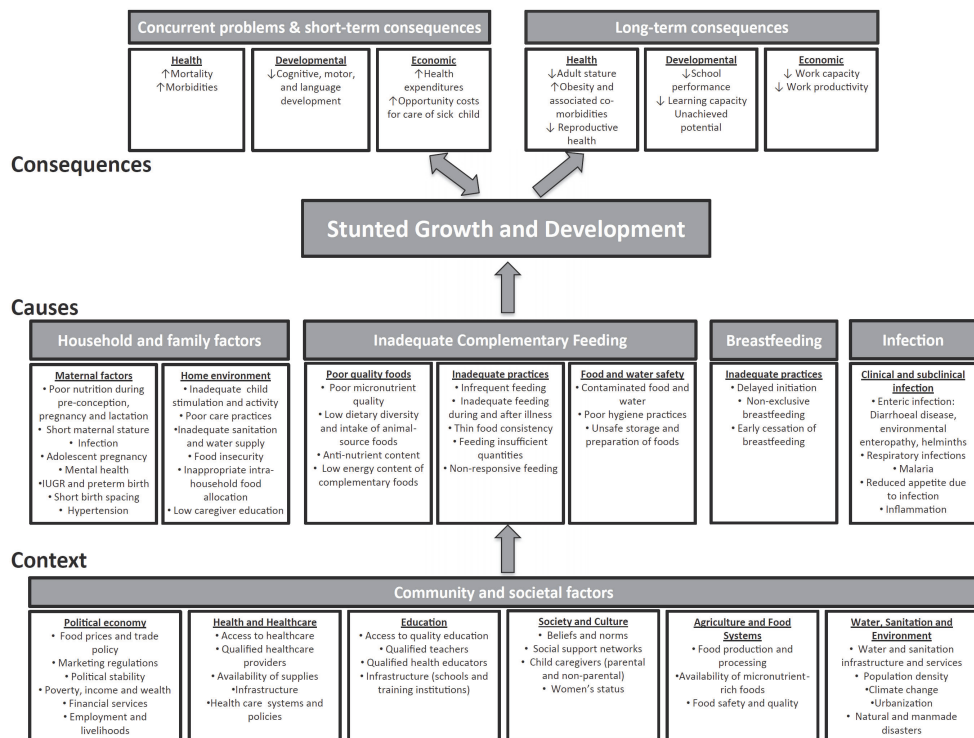 Concurrent problems & short-term consequences
Health
↑Mortality
↑Morbidities
Developmental
↓Cognitive, motor,
and language
development
Economic
↑Health
expenditures
↑Opportunity costs
for care of sick child
Long-term consequences
Health
↓Adult stature
↑Obesity and
associated co-
morbidities
↓ Reproductive
health
Developmental
↓School
performance
↓ Learning capacity
Unachieved
potential
Economic
↓ Work capacity
↓ Work productivity
Consequences
Stunted Growth and Development
Causes
Household and family factors
Maternal factors
• Poor nutrition during
pre-conception,
pregnancy and lactation
• Short maternal stature
• Infection
• Adolescent pregnancy
• Mental health
•IUGR and preterm birth
• Short birth spacing
• Hypertension
Home environment
• Inadequate child
stimulation and activity
• Poor care practices
•Inadequate sanitation
and water supply
• Food insecurity
• Inappropriate intra-
household food
allocation
• Low caregiver education
Inadequate Complementary Feeding
Poor quality foods
• Poor micronutrient
quality
• Low dietary diversity
and intake of animal-
source foods
• Anti-nutrient content
• Low energy content of
complementary foods
Inadequate practices
• Infrequent feeding
• Inadequate feeding
during and after illness
• Thin food consistency
• Feeding insufficient
quantities
• Non-responsive feeding
Food and water safety
• Contaminated food and
water
• Poor hygiene practices
• Unsafe storage and
preparation of foods
Breastfeeding
Inadequate practices
• Delayed initiation
• Non-exclusive
breastfeeding
• Early cessation of
breastfeeding
Infection
Clinical and subclinical
infection
• Enteric infection:
Diarrhoeal disease,
environmental
enteropathy, helminths
• Respiratory infections
• Malaria
• Reduced appetite due to
infection
• Inflammation
Context
Community and societal factors
Political economy
• Food prices and trade
policy
• Marketing regulations
• Political stability
•Poverty, income and wealth
• Financial services
• Employment and
livelihoods
Health and Healthcare
• Access to healthcare
• Qualified healthcare
providers
• Availability of supplies
•Infrastructure
•Health care systems and
policies
Education
• Access to quality education
• Qualified teachers
• Qualified health educators
• Infrastructure (schools and
training institutions)
Society and Culture
• Beliefs and norms
• Social support networks
• Child caregivers (parental
and non-parental)
• Women's status
Agriculture and Food
Systems
• Food production and
processing
•Availability of micronutrient-
rich foods
• Food safety and quality
Water, Sanitation and
Environment
• Water and sanitation
infrastructure and services
• Population density
•Climate change
•Urbanization
• Natural and manmade
disasters